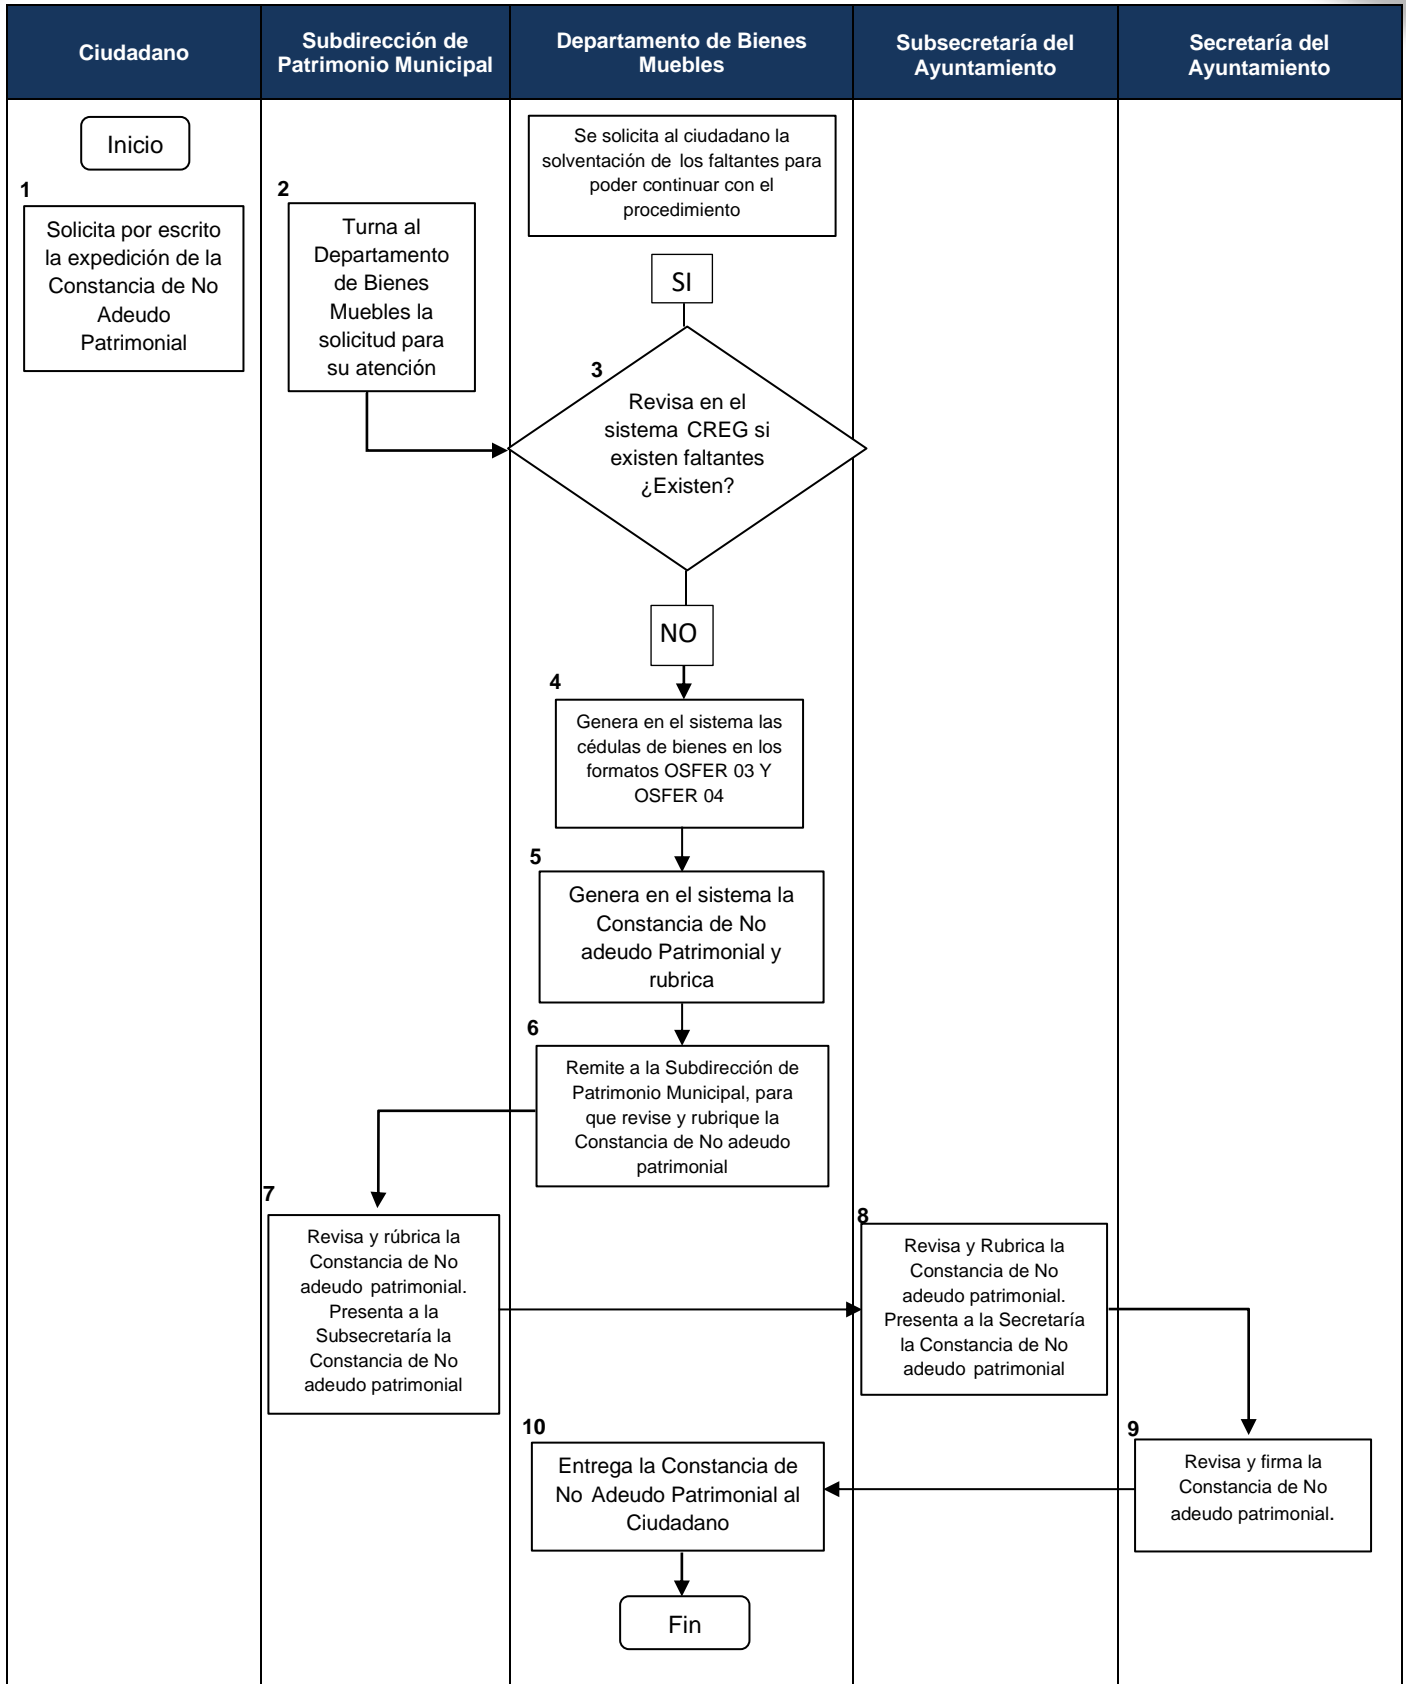 Ciudadano
Subdirección de
Patrimonio Municipal
Departamento de Bienes
Muebles
Subsecretaría del
Ayuntamiento
Secretaría del
Ayuntamiento
Inicio
1
Solicita por escrito
la expedición de la
Constancia de No
Adeudo
Patrimonial
2
Turna al
Departamento
de Bienes
Muebles la
solicitud para
su atención
Se solicita al ciudadano la
solventación de los faltantes para
poder continuar con el
procedimiento
SI
3
Revisa en el
sistema CREG si
existen faltantes
¿Existen?
NO
4
Genera en el sistema las
cédulas de bienes en los
formatos OSFER 03 Y
OSFER 04
5
Genera en el sistema la
Constancia de No
adeudo Patrimonial y
rubrica
6
Remite a la Subdirección de
Patrimonio Municipal, para
que revise y rubrique la
Constancia de No adeudo
patrimonial
7
Revisa y rúbrica la
Constancia de No
adeudo patrimonial.
Presenta a la
Subsecretaría la
Constancia de No
adeudo patrimonial
8
Revisa y Rubrica la
Constancia de No
adeudo patrimonial.
Presenta a la Secretaría
la Constancia de No
adeudo patrimonial
9
Revisa y firma la
Constancia de No
adeudo patrimonial.
10
Entrega la Constancia de
No Adeudo Patrimonial al
Ciudadano
Fin